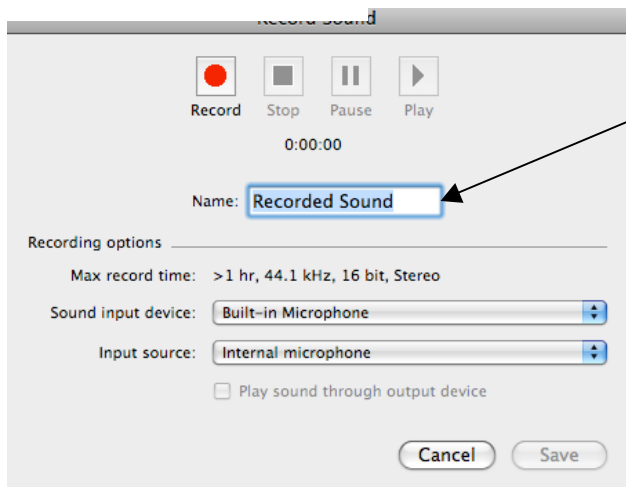 Record Sound
Record Stop Pause Play
0:00:00
Name: Recorded Sound
Recording options
Max record time: >1 hr, 44.1 kHz, 16 bit, Stereo
Sound input device: Built-in Microphone
Input source: Internal microphone
Play sound through output device
Cancel Save